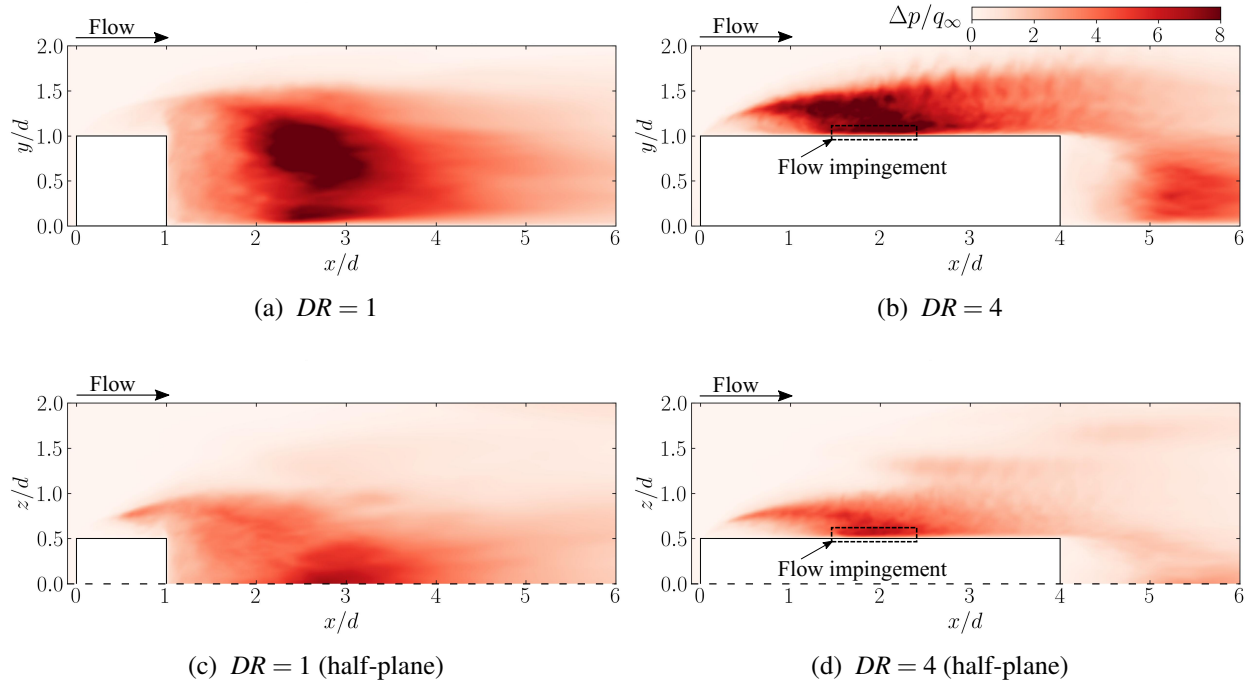 Flow
2.0
1.5
1.0
0.5
0.0
y/d
0 1 2 3 4 5 6
x/d
(a) DR = 1
Flow
Δp/q∞
0 2 4 6 8
2.0
1.5
1.0
0.5
0.0
y/d
Flow impingement
0 1 2 3 4 5 6
x/d
(b) DR = 4
Flow
2.0
1.5
1.0
0.5
0.0
z/d
0 1 2 3 4 5 6
x/d
(c) DR = 1 (half-plane)
Flow
2.0
1.5
1.0
0.5
0.0
z/d
Flow impingement
0 1 2 3 4 5 6
x/d
(d) DR = 4 (half-plane)